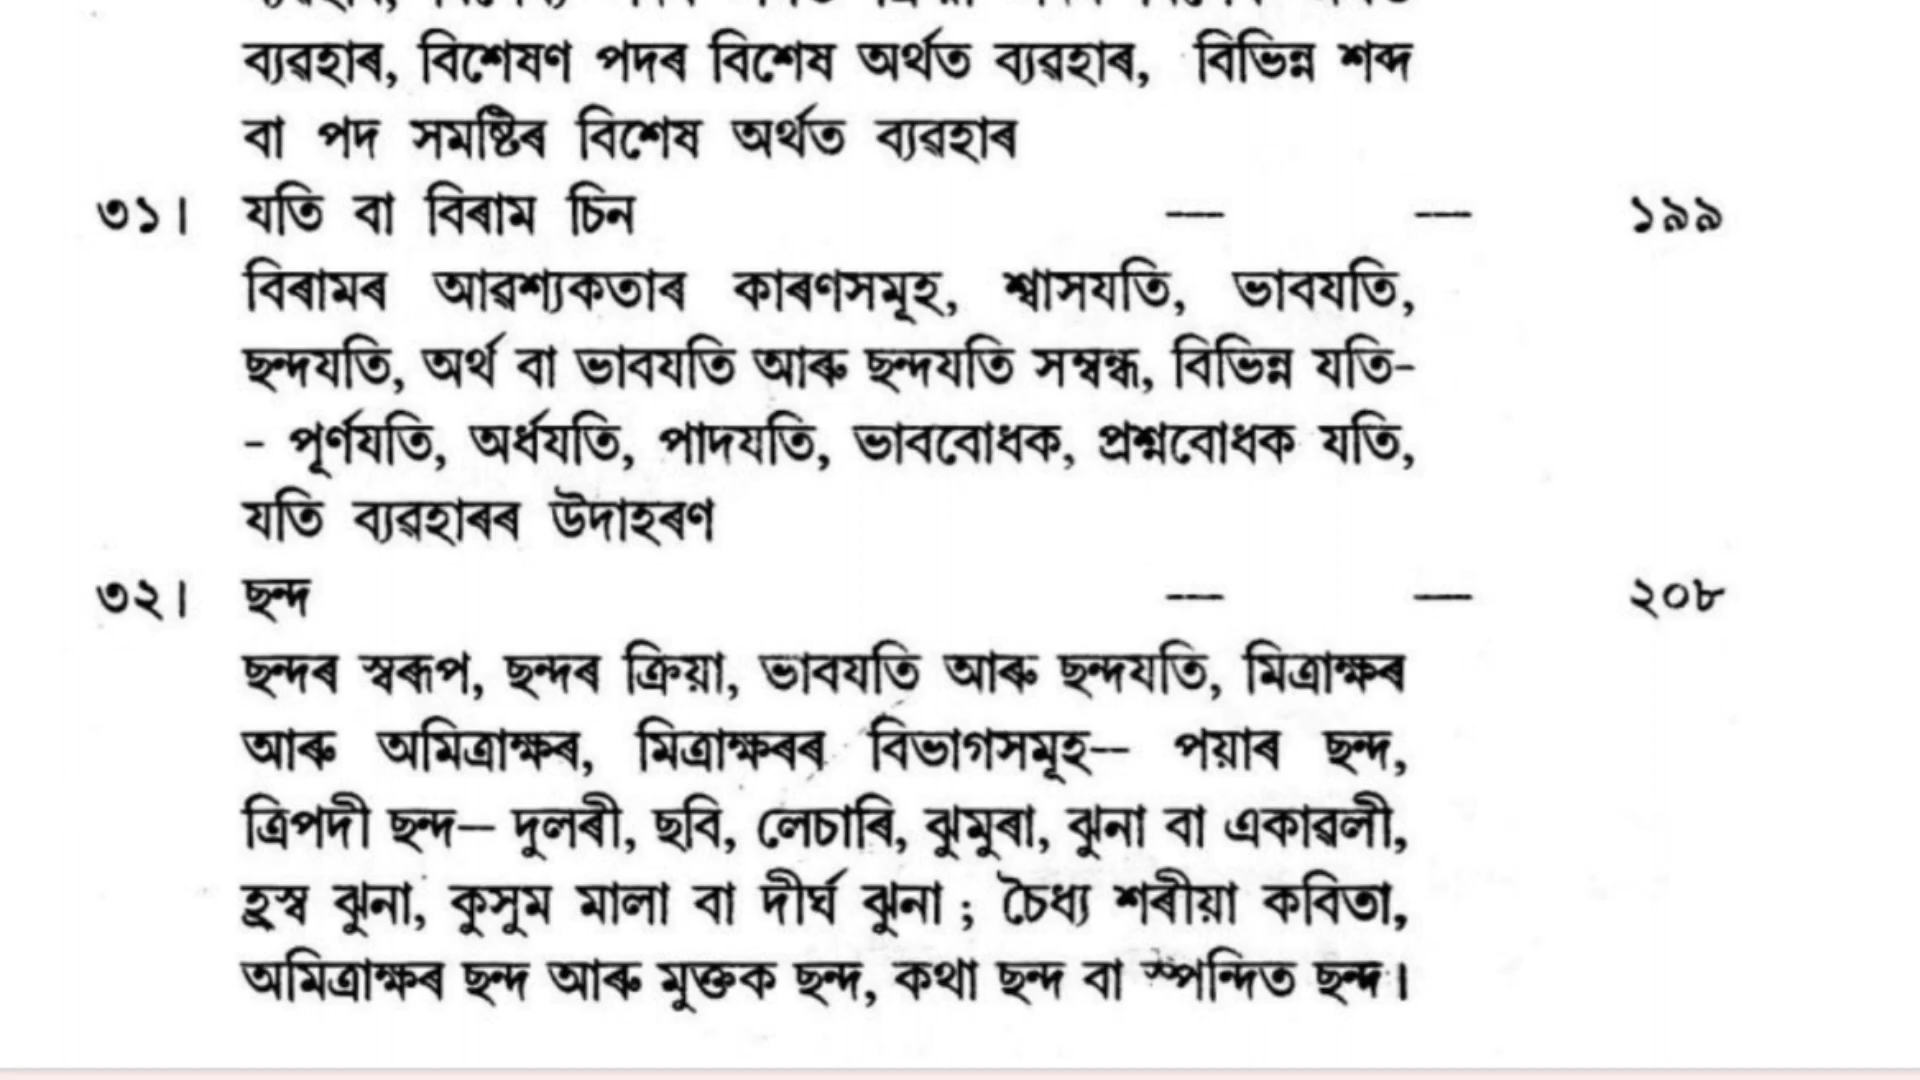 ব্যৱহাৰ, বিশেষণ পদৰ বিশেষ অৰ্থত ব্যৱহাৰ, বিভিন্ন শব্দ
বা পদ সমষ্টিৰ বিশেষ অৰ্থত ব্যৱহাৰ
৩১। যতি বা বিৰাম চিন — — ১৯৯
বিৰামৰ আৱশ্যকতাৰ কাৰণসমূহ, শ্বাসযতি, ভাবযতি,
ছন্দযতি, অৰ্থ বা ভাবযতি আৰু ছন্দযতি সম্বন্ধ, বিভিন্ন যতি-
- পূৰ্ণযতি, অৰ্ধযতি, পাদযতি, ভাববোধক, প্ৰশ্নবোধক যতি,
যতি ব্যৱহাৰৰ উদাহৰণ
৩২। ছন্দ — — ২০৮
ছন্দৰ স্বৰূপ, ছন্দৰ ক্ৰিয়া, ভাবযতি আৰু ছন্দযতি, মিত্ৰাক্ষৰ
আৰু অমিত্ৰাক্ষৰ, মিত্ৰাক্ষৰৰ বিভাগসমূহ— পয়াৰ ছন্দ,
ত্ৰিপদী ছন্দ— দুলৰী, ছবি, লেচাৰি, ঝুমুৰা, ঝুনা বা একাৱলী,
হ্ৰস্ব ঝুনা, কুসুম মালা বা দীৰ্ঘ ঝুনা ; চৈধ্য শৰীয়া কবিতা,
অমিত্ৰাক্ষৰ ছন্দ আৰু মুক্তক ছন্দ, কথা ছন্দ বা স্পন্দিত ছন্দ।